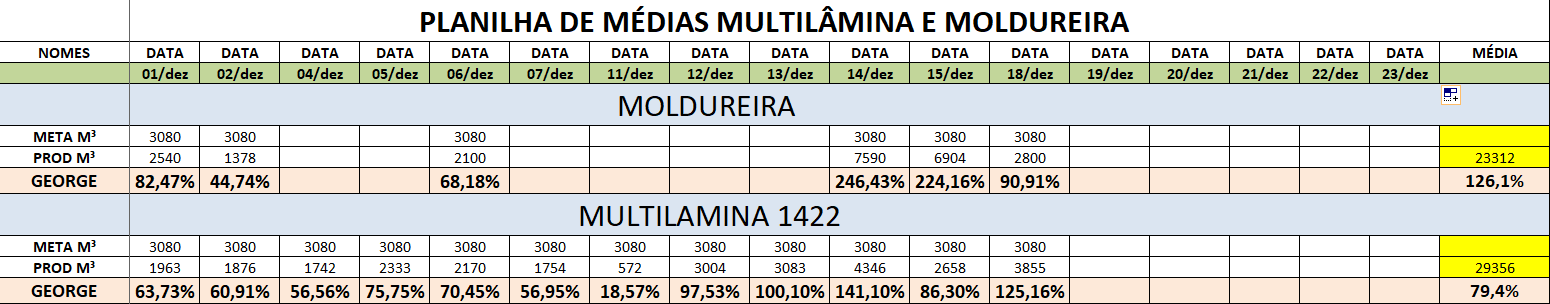 PLANILHA DE MÉDIAS MULTILÂMINA E MOLDUREIRA
NOMES DATA DATA DATA DATA DATA DATA DATA DATA DATA DATA DATA DATA DATA DATA DATA DATA DATA MÉDIA
01/dez 02/dez 04/dez 05/dez 06/dez 07/dez 11/dez 12/dez 13/dez 14/dez 15/dez 18/dez 19/dez 20/dez 21/dez 22/dez 23/dez
MOLDUREIRA
META M³ 3080 3080 3080 3080 3080 3080
PROD M³ 2540 1378 2100 7590 6904 2800 23312
GEORGE 82,47% 44,74% 68,18% 246,43% 224,16% 90,91% 126,1%
MULTILAMINA 1422
META M³ 3080 3080 3080 3080 3080 3080 3080 3080 3080 3080 3080 3080
PROD M³ 1963 1876 1742 2333 2170 1754 572 3004 3083 4346 2658 3855 29356
GEORGE 63,73% 60,91% 56,56% 75,75% 70,45% 56,95% 18,57% 97,53% 100,10% 141,10% 86,30% 125,16% 79,4%